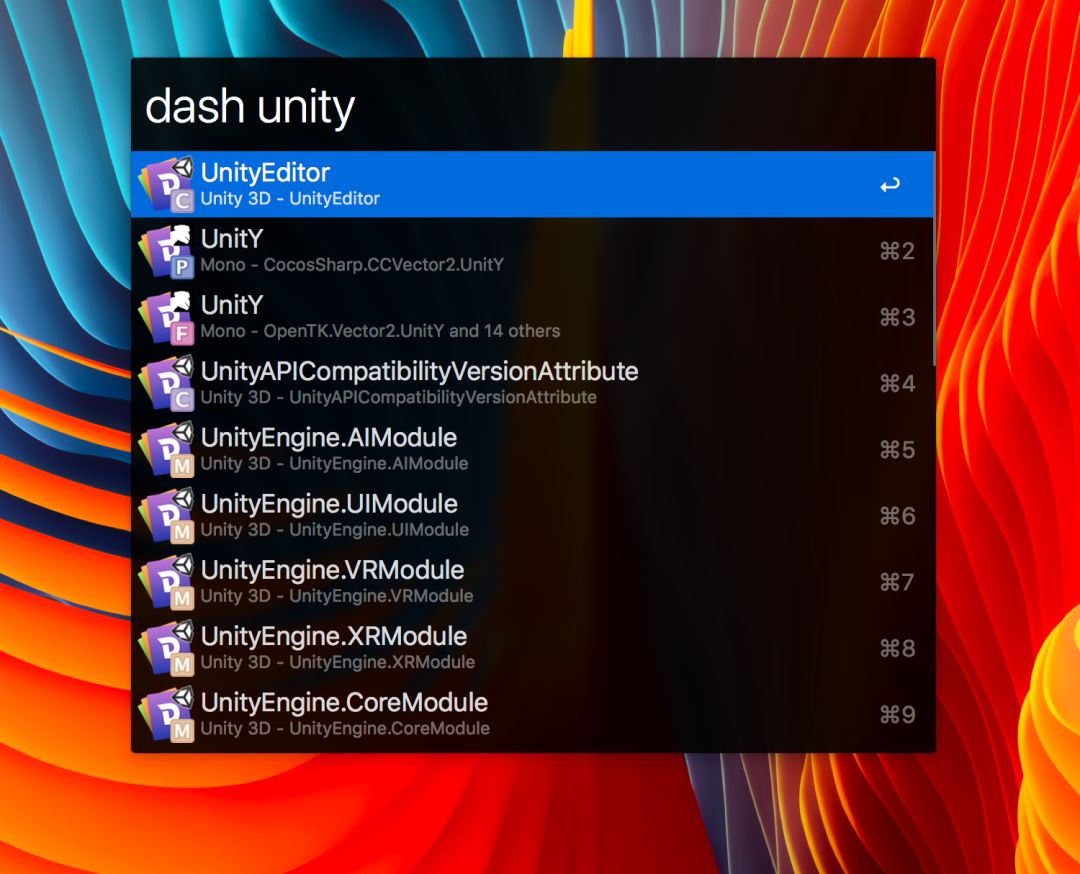 dash unity
UnityEditor
Unity 3D - UnityEditor
C
UnitY
Mono - CocosSharp.CCVector2.UnitY
P
⌘2
UnitY
Mono - OpenTK.Vector2.UnitY and 14 others
F
⌘3
UnityAPICompatibilityVersionAttribute
Unity 3D - UnityAPICompatibilityVersionAttribute
C
⌘4
UnityEngine.AIModule
Unity 3D - UnityEngine.AIModule
M
⌘5
UnityEngine.UIModule
Unity 3D - UnityEngine.UIModule
M
⌘6
UnityEngine.VRModule
Unity 3D - UnityEngine.VRModule
M
⌘7
UnityEngine.XRModule
Unity 3D - UnityEngine.XRModule
M
⌘8
UnityEngine.CoreModule
Unity 3D - UnityEngine.CoreModule
M
⌘9